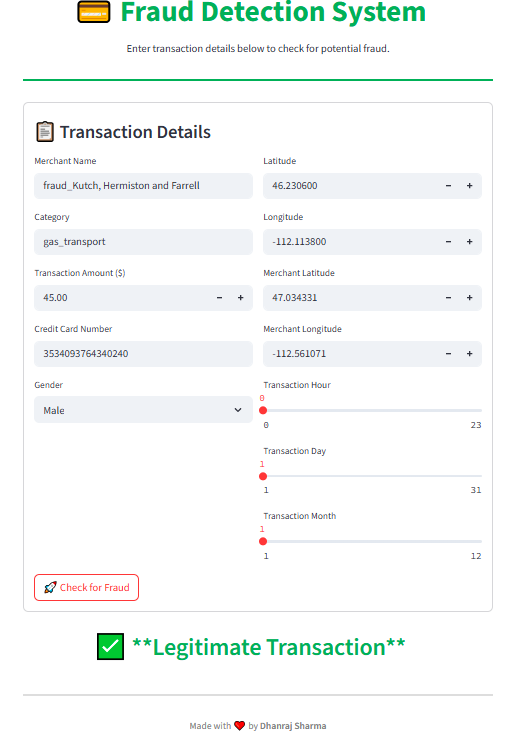 💳 Fraud Detection System
Enter transaction details below to check for potential fraud.
📋 Transaction Details
Merchant Name
fraud_Kutch, Hermiston and Farrell
Category
gas_transport
Transaction Amount ($)
45.00 − +
Credit Card Number
3534093764340240
Gender
Male
Latitude
46.230600 − +
Longitude
-112.113800 − +
Merchant Latitude
47.034331 − +
Merchant Longitude
-112.561071 − +
Transaction Hour
0
0 23
Transaction Day
1
1 31
Transaction Month
1
1 12
🚀 Check for Fraud
✅ **Legitimate Transaction**
Made with ❤️ by Dhanraj Sharma